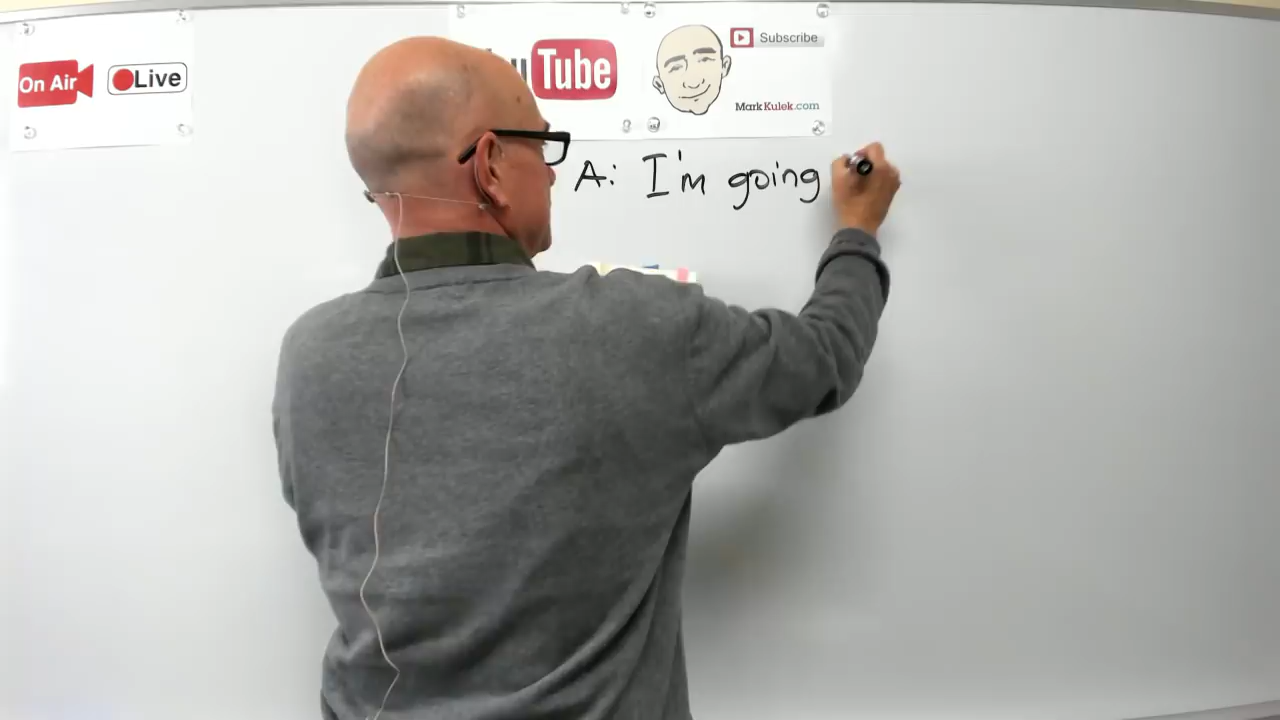 On Air
Live
Tube
Subscribe
MarkKulek.com
A: I'm going